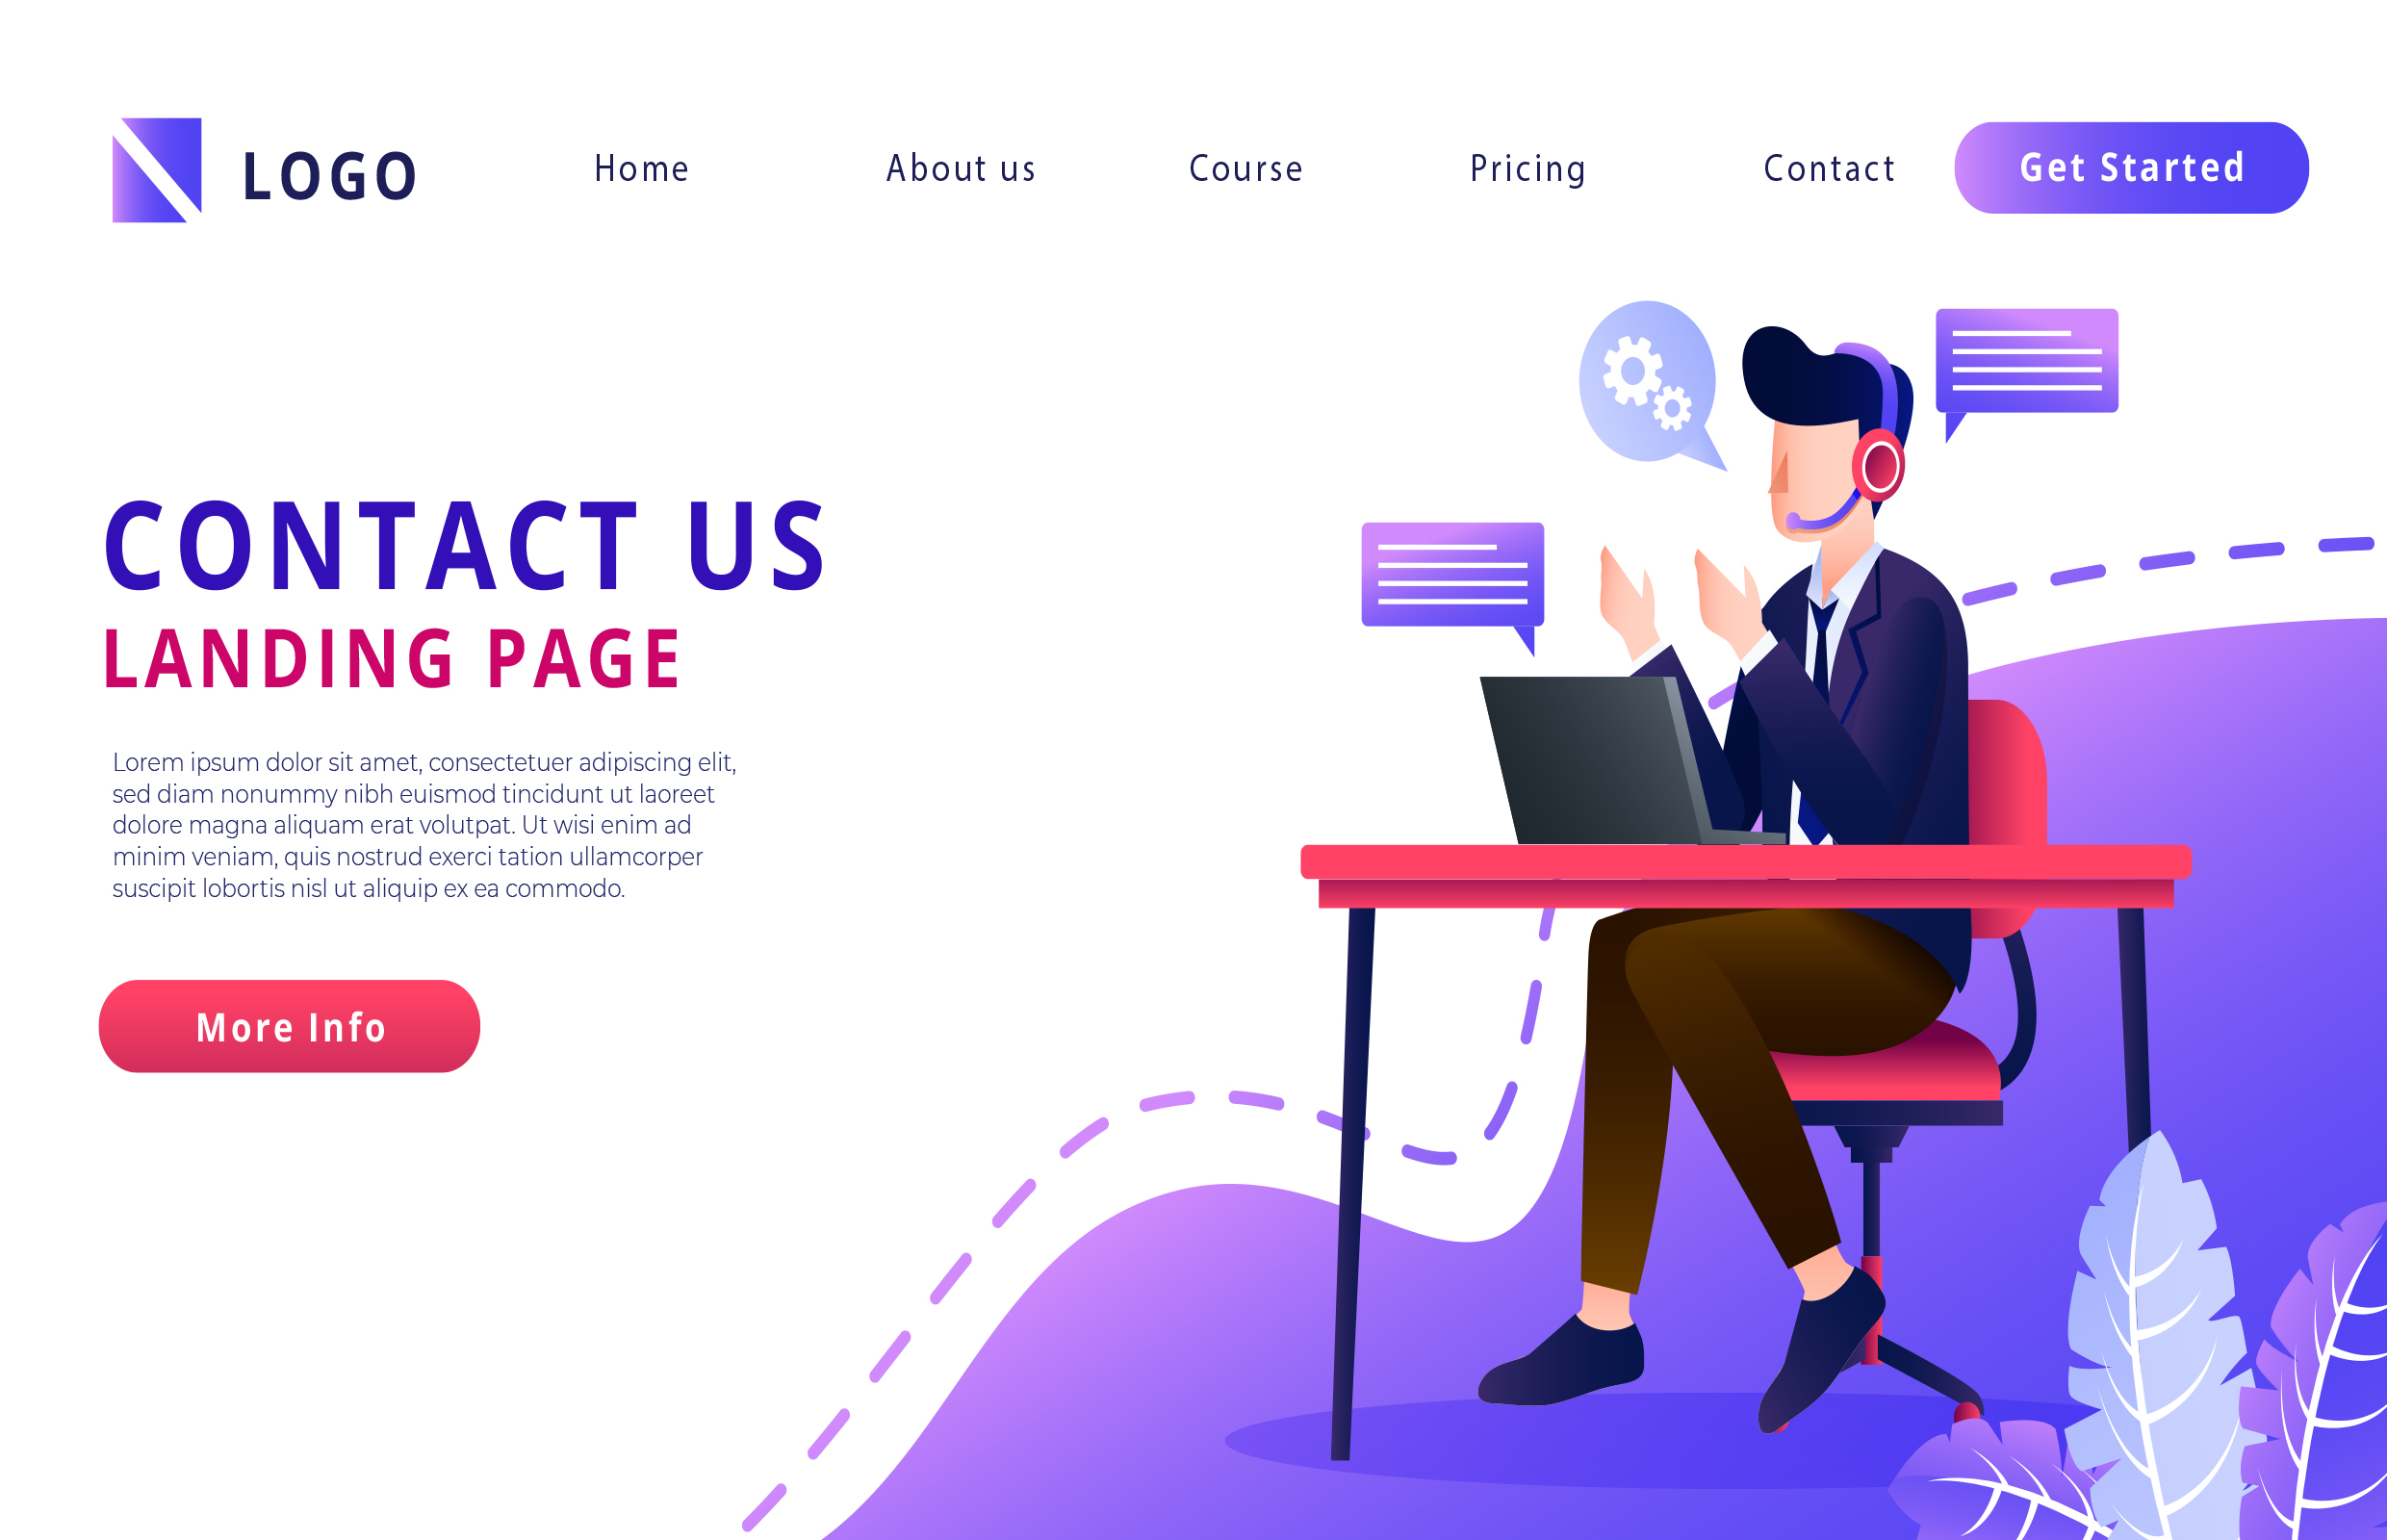 LOGO
Home
About us
Course
Pricing
Contact
Get Started
CONTACT US
LANDING PAGE
Lorem ipsum dolor sit amet, consectetuer adipiscing elit,
sed diam nonummy nibh euismod tincidunt ut laoreet
dolore magna aliquam erat volutpat. Ut wisi enim ad
minim veniam, quis nostrud exerci tation ullamcorper
suscipit lobortis nisl ut aliquip ex ea commodo.
More Info